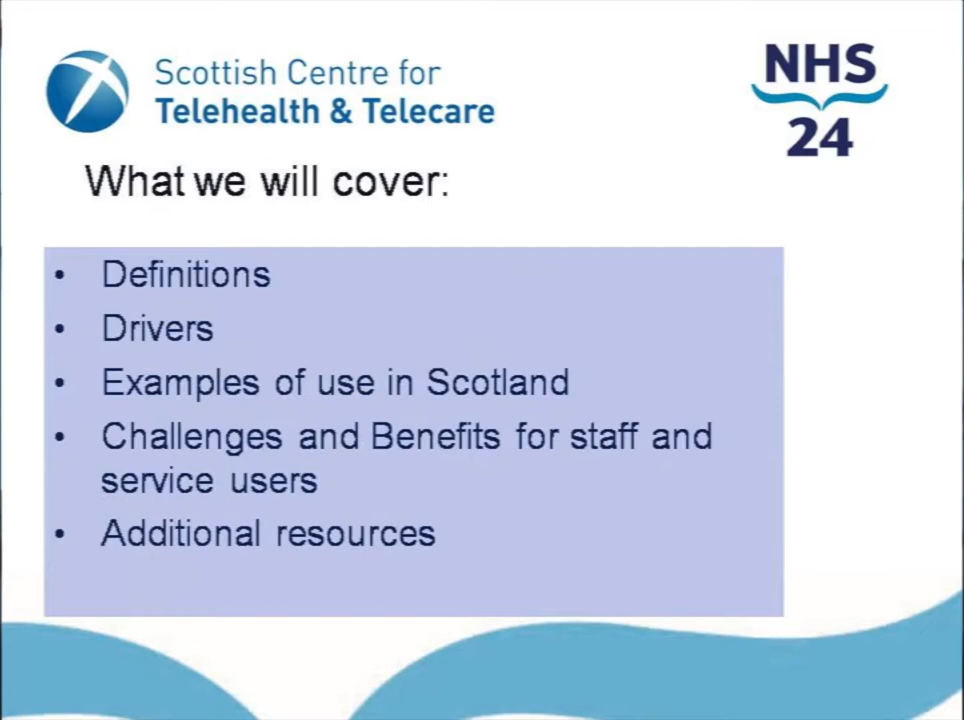 Scottish Centre for
Telehealth & Telecare
NHS
24
What we will cover:
• Definitions
• Drivers
• Examples of use in Scotland
• Challenges and Benefits for staff and
service users
• Additional resources